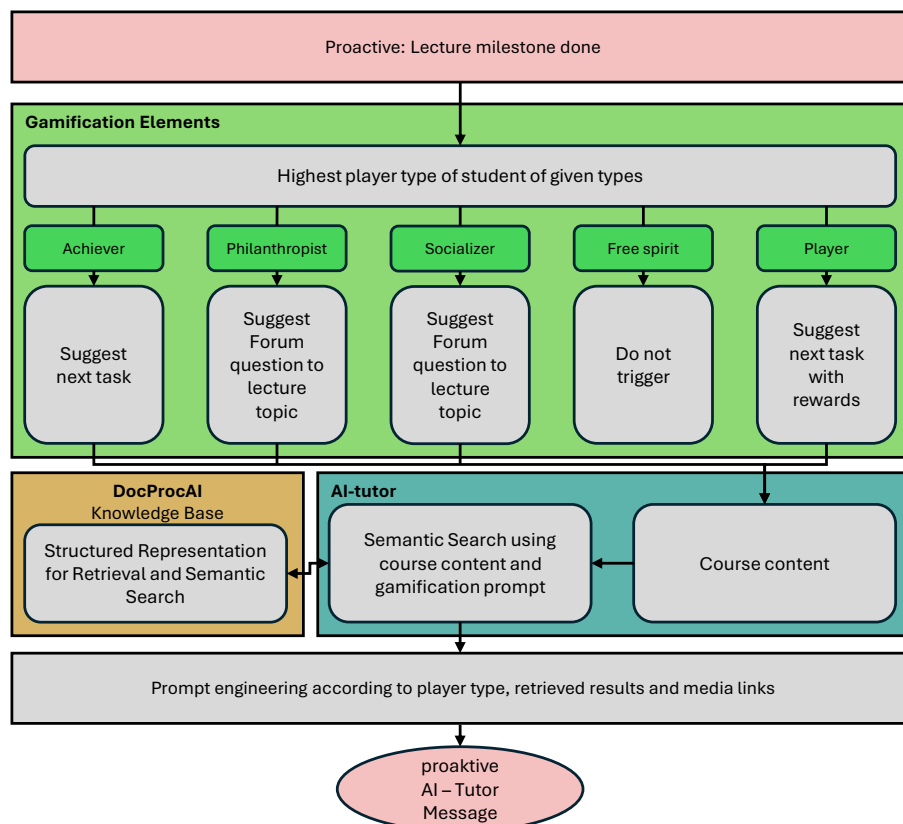 Proactive: Lecture milestone done
Gamification Elements
Highest player type of student of given types
Achiever
Philanthropist
Socializer
Free spirit
Player
Suggest
next task
Suggest
Forum
question to
lecture
topic
Suggest
Forum
question to
lecture
topic
Do not
trigger
Suggest
next task
with
rewards
DocProcAI
Knowledge Base
Structured Representation
for Retrieval and Semantic
Search
AI-tutor
Semantic Search using
course content and
gamification prompt
Course content
Prompt engineering according to player type, retrieved results and media links
proaktive
AI – Tutor
Message